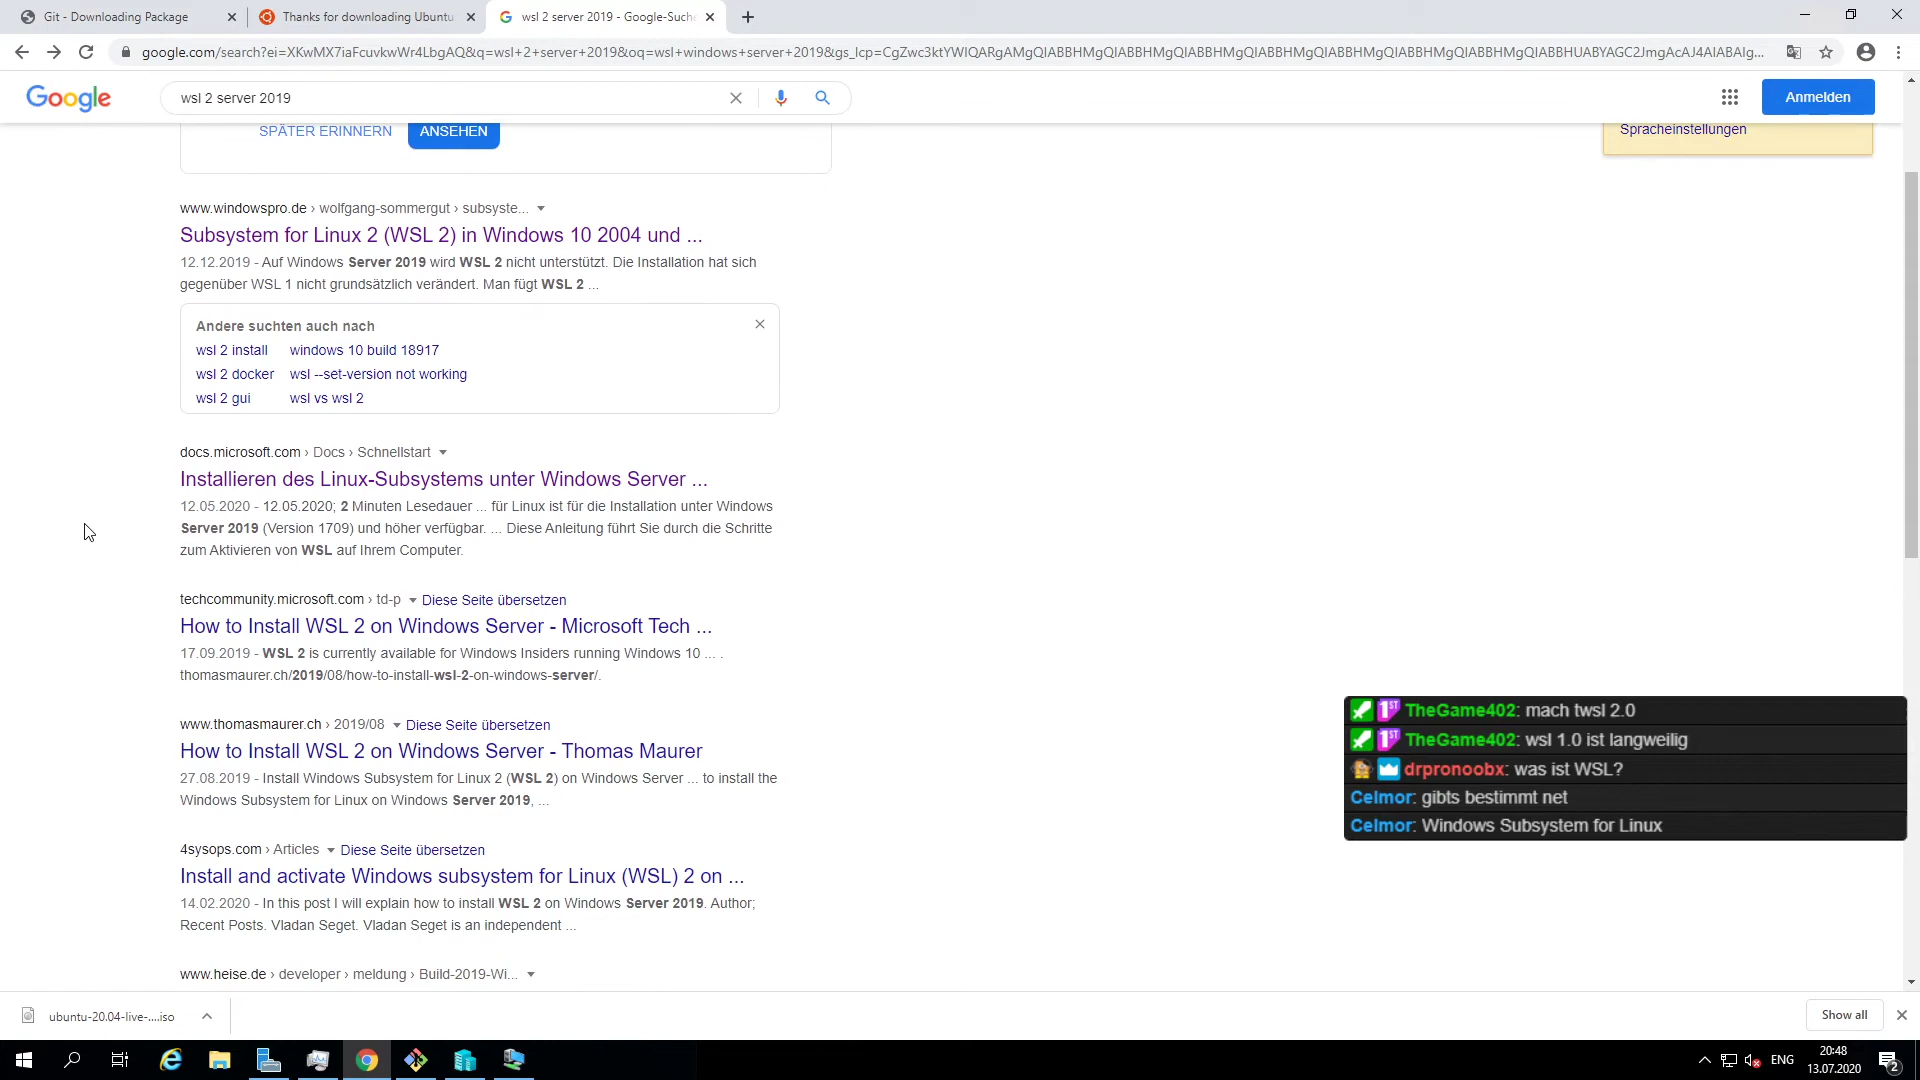 Git - Downloading Package
Thanks for downloading Ubuntu
wsl 2 server 2019 - Google-Suche
google.com/search?ei=XKwMX7iaFcuvkwWr4LbgAQ&q=wsl+2+server+2019&oq=wsl+windows+server+2019&gs_lcp=CgZwc3ktYWIQARgAMgQIABBHMgQIABBHMgQIABBHMgQIABBHMgQIABBHMgQIABBHMgQIABBHMgQIABBHUABYAGC2JmgAcAJ4AIABAIg...
Google
wsl 2 server 2019
Anmelden
SPÄTER ERINNERN
ANSEHEN
Spracheinstellungen
www.windowspro.de › wolfgang-sommergut › subsyste...
Subsystem for Linux 2 (WSL 2) in Windows 10 2004 und ...
12.12.2019 - Auf Windows Server 2019 wird WSL 2 nicht unterstützt. Die Installation hat sich
gegenüber WSL 1 nicht grundsätzlich verändert. Man fügt WSL 2 ...
Andere suchten auch nach
wsl 2 install windows 10 build 18917
wsl 2 docker wsl --set-version not working
wsl 2 gui wsl vs wsl 2
docs.microsoft.com › Docs › Schnellstart
Installieren des Linux-Subsystems unter Windows Server ...
12.05.2020 - 12.05.2020; 2 Minuten Lesedauer ... für Linux ist für die Installation unter Windows
Server 2019 (Version 1709) und höher verfügbar. ... Diese Anleitung führt Sie durch die Schritte
zum Aktivieren von WSL auf Ihrem Computer.
techcommunity.microsoft.com › td-p Diese Seite übersetzen
How to Install WSL 2 on Windows Server - Microsoft Tech ...
17.09.2019 - WSL 2 is currently available for Windows Insiders running Windows 10 ... .
thomasmaurer.ch/2019/08/how-to-install-wsl-2-on-windows-server/.
www.thomasmaurer.ch › 2019/08 Diese Seite übersetzen
How to Install WSL 2 on Windows Server - Thomas Maurer
27.08.2019 - Install Windows Subsystem for Linux 2 (WSL 2) on Windows Server ... to install the
Windows Subsystem for Linux on Windows Server 2019, ...
4sysops.com › Articles Diese Seite übersetzen
Install and activate Windows subsystem for Linux (WSL) 2 on ...
14.02.2020 - In this post I will explain how to install WSL 2 on Windows Server 2019. Author;
Recent Posts. Vladan Seget. Vladan Seget is an independent ...
www.heise.de › developer › meldung › Build-2019-Wi...
1ST TheGame402: mach twsl 2.0
1ST TheGame402: wsl 1.0 ist langweilig
drpronoobx: was ist WSL?
Celmor: gibts bestimmt net
Celmor: Windows Subsystem for Linux
ubuntu-20.04-live-....iso
Show all
ENG
20:48
13.07.2020
2